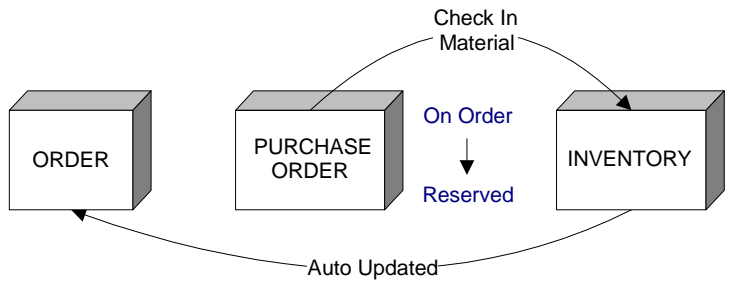 Check In
Material
ORDER
PURCHASE
ORDER
On Order
Reserved
INVENTORY
Auto Updated